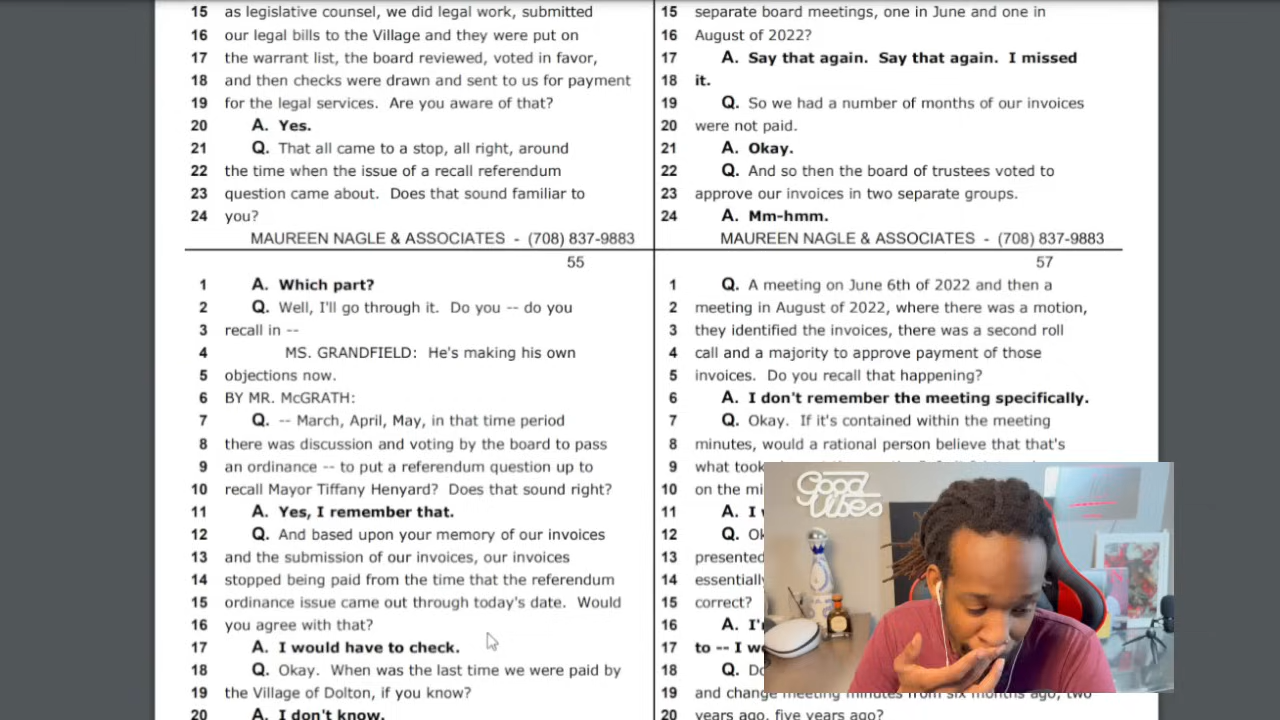 15 as legislative counsel, we did legal work, submitted
16 our legal bills to the Village and they were put on
17 the warrant list, the board reviewed, voted in favor,
18 and then checks were drawn and sent to us for payment
19 for the legal services. Are you aware of that?
20 A. Yes.
21 Q. That all came to a stop, all right, around
22 the time when the issue of a recall referendum
23 question came about. Does that sound familiar to
24 you?
MAUREEN NAGLE & ASSOCIATES - (708) 837-9883
55
1 A. Which part?
2 Q. Well, I'll go through it. Do you -- do you
3 recall in --
4 MS. GRANDFIELD: He's making his own
5 objections now.
6 BY MR. McGRATH:
7 Q. -- March, April, May, in that time period
8 there was discussion and voting by the board to pass
9 an ordinance -- to put a referendum question up to
10 recall Mayor Tiffany Henyard? Does that sound right?
11 A. Yes, I remember that.
12 Q. And based upon your memory of our invoices
13 and the submission of our invoices, our invoices
14 stopped being paid from the time that the referendum
15 ordinance issue came out through today's date. Would
16 you agree with that?
17 A. I would have to check.
18 Q. Okay. When was the last time we were paid by
19 the Village of Dolton, if you know?
20 A. I don't know.
15 separate board meetings, one in June and one in
16 August of 2022?
17 A. Say that again. Say that again. I missed
18 it.
19 Q. So we had a number of months of our invoices
20 were not paid.
21 A. Okay.
22 Q. And so then the board of trustees voted to
23 approve our invoices in two separate groups.
24 A. Mm-hmm.
MAUREEN NAGLE & ASSOCIATES - (708) 837-9883
57
1 Q. A meeting on June 6th of 2022 and then a
2 meeting in August of 2022, where there was a motion,
3 they identified the invoices, there was a second roll
4 call and a majority to approve payment of those
5 invoices. Do you recall that happening?
6 A. I don't remember the meeting specifically.
7 Q. Okay. If it's contained within the meeting
8 minutes, would a rational person believe that that's
9 what took
10 on the mi
11 A. I
12 Q.
13 presented
14 essentially
15 correct?
16 A.
17 to -- I
18 Q.
19 and change meeting minutes from six months ago, two
20 years ago, five years ago?
Good
Vibes